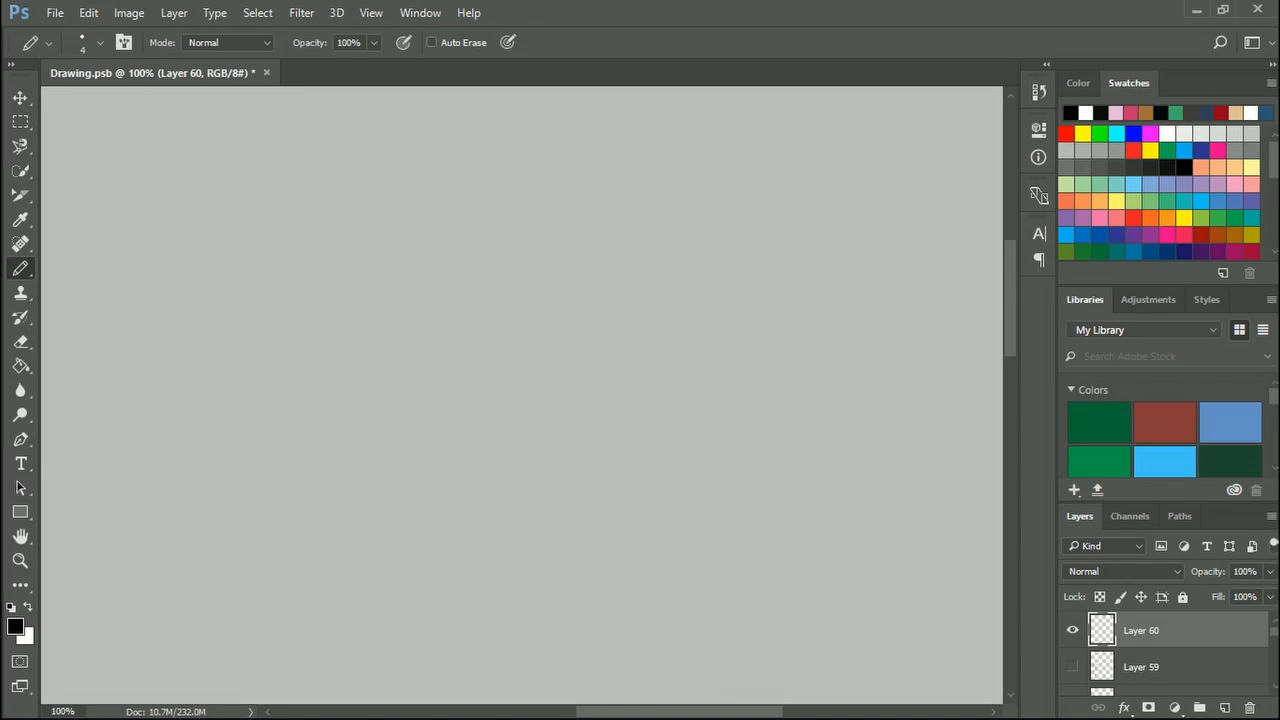 Ps File Edit Image Layer Type Select Filter 3D View Window Help
4 Mode: Normal Opacity: 100% Auto Erase
Drawing.psb @ 100% (Layer 60, RGB/8#) *
Color Swatches
Libraries Adjustments Styles
My Library
Search Adobe Stock
Colors
Layers Channels Paths
Kind
Normal Opacity: 100%
Lock: Fill: 100%
Layer 60
Layer 59
100% Doc: 10.7M/232.0M